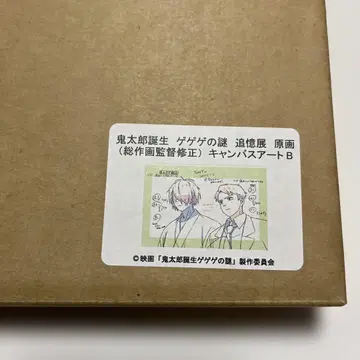 鬼太郎誕生 ゲゲゲの謎 追憶展 原画
(総作画監督修正) キャンバスアートB
©映画「鬼太郎誕生ゲゲゲの謎」製作委員会